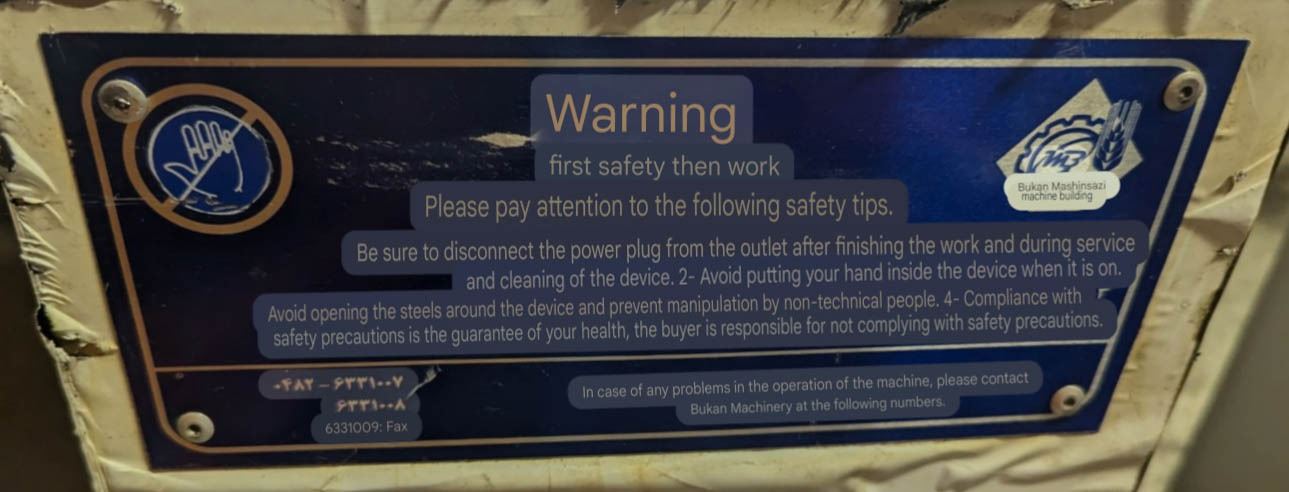 Warning
first safety then work
Please pay attention to the following safety tips.
Be sure to disconnect the power plug from the outlet after finishing the work and during service
and cleaning of the device. 2- Avoid putting your hand inside the device when it is on.
Avoid opening the steels around the device and prevent manipulation by non-technical people. 4- Compliance with
safety precautions is the guarantee of your health, the buyer is responsible for not complying with safety precautions.
Bukan Mashinsazi
machine building
۰۴۸۲ – ۶۲۳۱۰۰۷
۶۲۳۱۰۰۸
6331009: Fax
In case of any problems in the operation of the machine, please contact
Bukan Machinery at the following numbers.